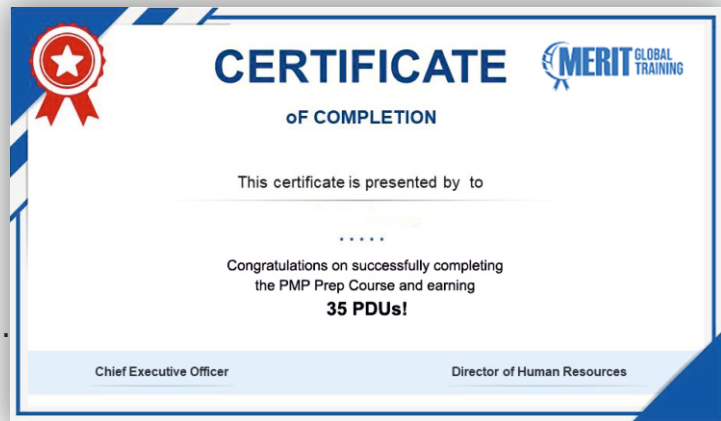 CERTIFICATE
MERIT GLOBAL TRAINING
oF COMPLETION
This certificate is presented by to
. . . . .
Congratulations on successfully completing
the PMP Prep Course and earning
35 PDUs!
.
Chief Executive Officer
Director of Human Resources